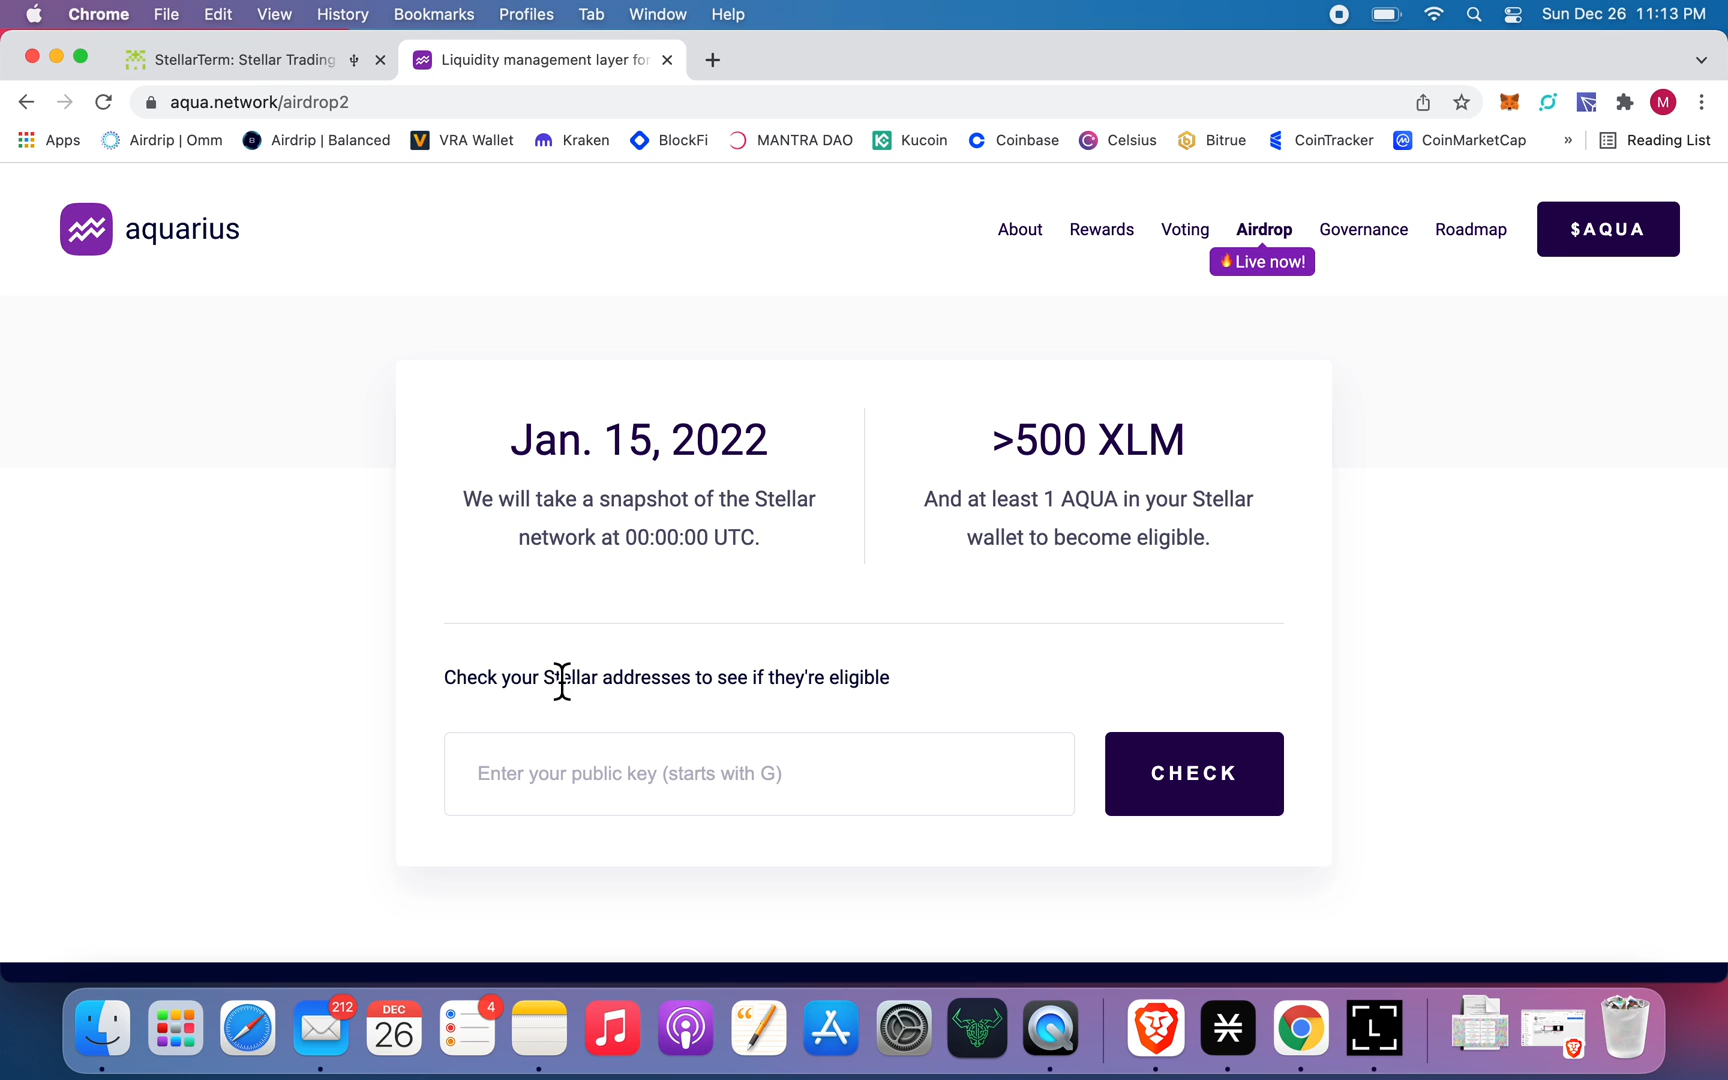 Chrome File Edit View History Bookmarks Profiles Tab Window Help Sun Dec 26 11:13 PM
StellarTerm: Stellar Trading Liquidity management layer for
aqua.network/airdrop2 M
Apps Airdrip | Omm Airdrip | Balanced VRA Wallet Kraken BlockFi MANTRA DAO Kucoin Coinbase Celsius Bitrue CoinTracker CoinMarketCap » Reading List
aquarius
About Rewards Voting Airdrop Governance Roadmap $AQUA
Live now!
Jan. 15, 2022
We will take a snapshot of the Stellar
network at 00:00:00 UTC.
>500 XLM
And at least 1 AQUA in your Stellar
wallet to become eligible.
Check your Stellar addresses to see if they're eligible
Enter your public key (starts with G)
CHECK
212
DEC
26
4
L